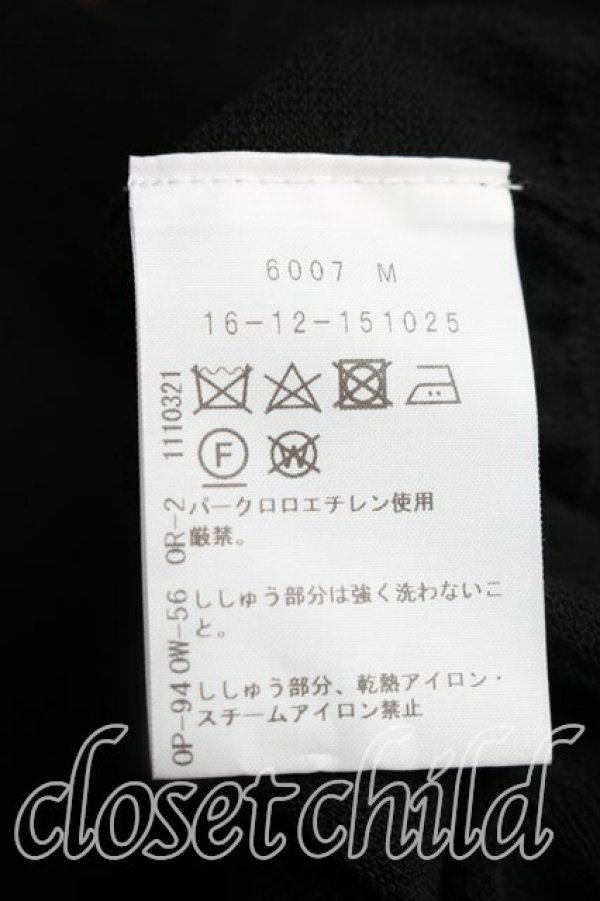 6007 M
16-12-151025
F
W
パークロロエチレン使用
厳禁。
ししゅう部分は強く洗わないこ
と。
ししゅう部分、乾熱アイロン・
スチームアイロン禁止
OP-94 OW-56 OR-2 1110321
closet child